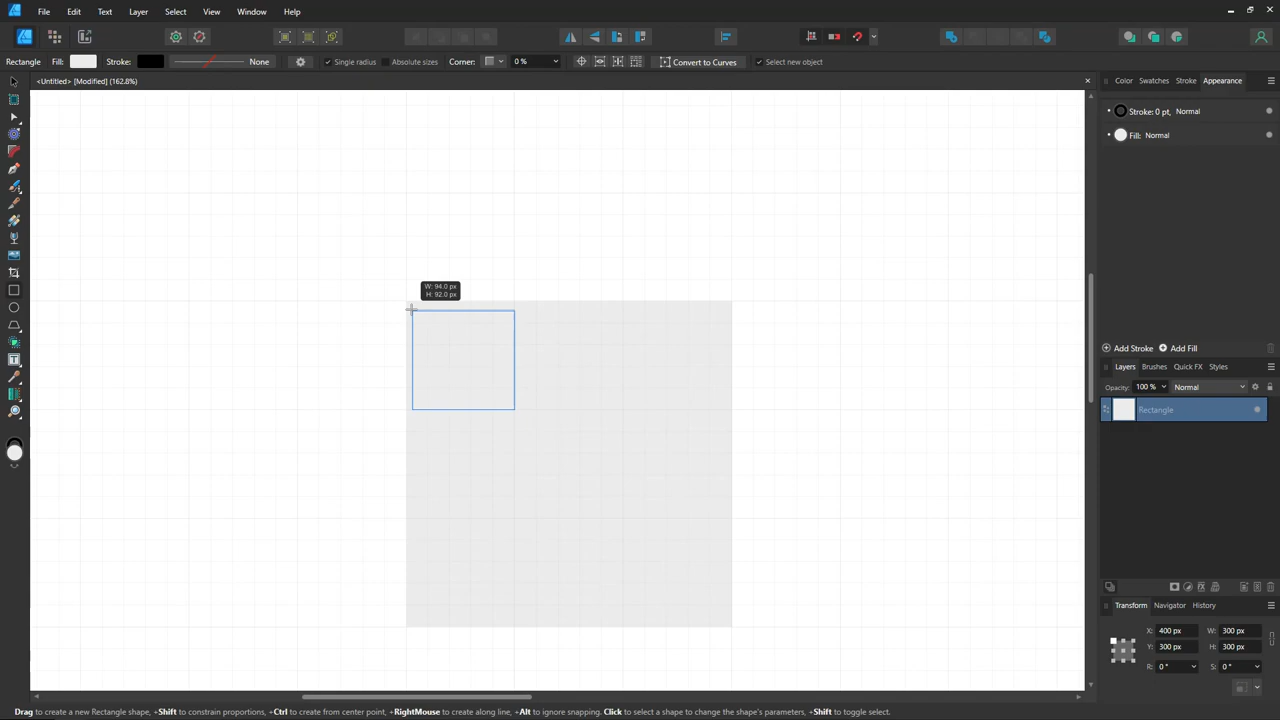 File Edit Text Layer Select View Window Help
Rectangle Fill: Stroke: None Single radius Absolute sizes Corner: 0 % Convert to Curves Select new object
<Untitled> [Modified] (162.8%)
Color Swatches Stroke Appearance
Stroke: 0 pt, Normal
Fill: Normal
W: 94.0 px
H: 92.0 px
Add Stroke Add Fill
Layers Brushes Quick FX Styles
Opacity: 100 % Normal
Rectangle
Transform Navigator History
X: 400 px W: 300 px
Y: 300 px H: 300 px
R: 0 ° S: 0 °
Drag to create a new Rectangle shape, +Shift to constrain proportions, +Ctrl to create from center point, +RightMouse to create along line, +Alt to ignore snapping. Click to select a shape to change the shape's parameters, +Shift to toggle select.